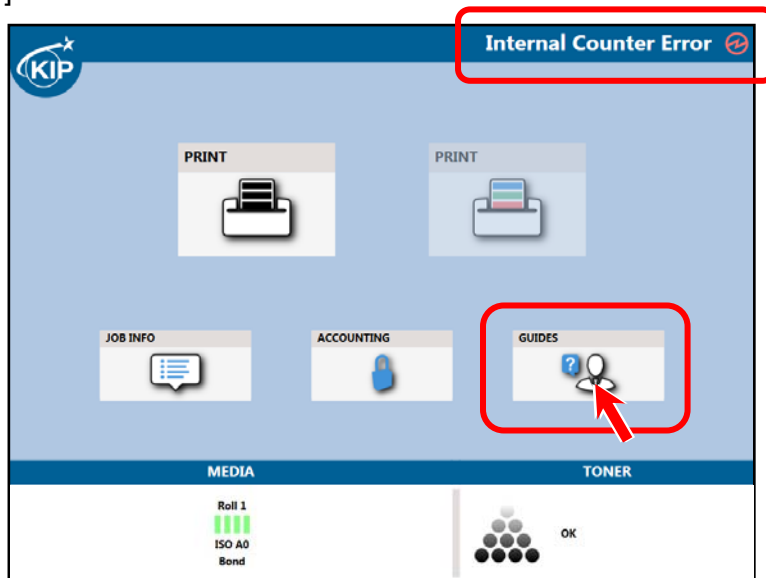 ]
Internal Counter Error
KIP
PRINT
PRINT
JOB INFO
ACCOUNTING
GUIDES
?
MEDIA
TONER
Roll 1
ISO A0
Bond
OK